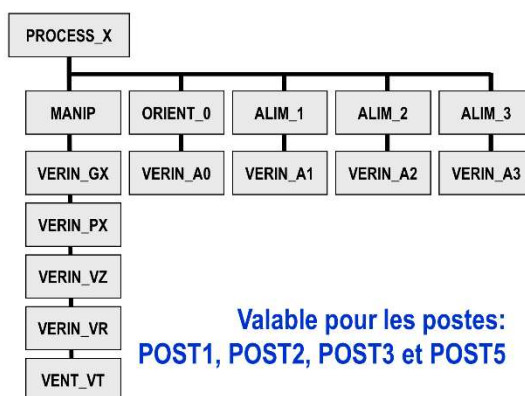 PROCESS_X
MANIP ORIENT_0 ALIM_1 ALIM_2 ALIM_3
VERIN_GX VERIN_A0 VERIN_A1 VERIN_A2 VERIN_A3
VERIN_PX
VERIN_VZ
VERIN_VR
VENT_VT
Valable pour les postes:
POST1, POST2, POST3 et POST5